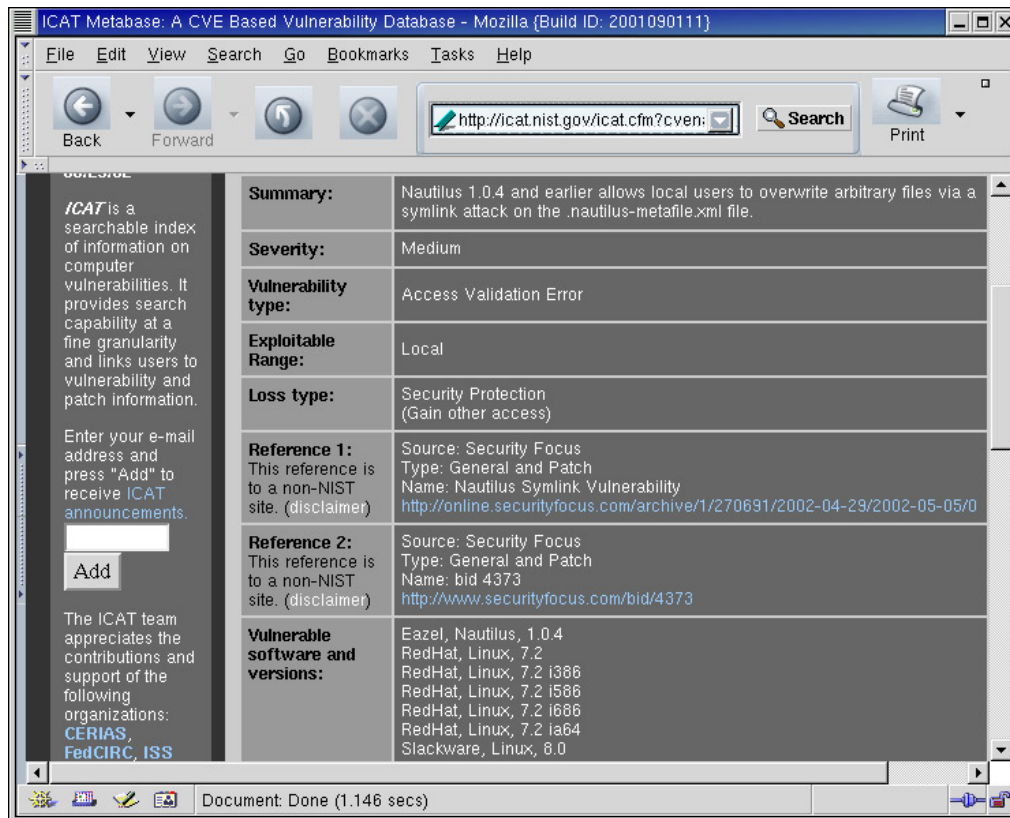 ICAT Metabase: A CVE Based Vulnerability Database - Mozilla {Build ID: 2001090111}
File Edit View Search Go Bookmarks Tasks Help
Back
Forward
http://icat.nist.gov/icat.cfm?cven
Search
Print
ICAT is a
searchable index
of information on
computer
vulnerabilities. It
provides search
capability at a
fine granularity
and links users to
vulnerability and
patch information.
Enter your e-mail
address and
press "Add" to
receive ICAT
announcements.
Add
The ICAT team
appreciates the
contributions and
support of the
following
organizations:
CERIAS,
FedCIRC, ISS
Summary:
Nautilus 1.0.4 and earlier allows local users to overwrite arbitrary files via a
symlink attack on the .nautilus-metafile.xml file.
Severity:
Medium
Vulnerability
type:
Access Validation Error
Exploitable
Range:
Local
Loss type:
Security Protection
(Gain other access)
Reference 1:
This reference is
to a non-NIST
site. (disclaimer)
Source: Security Focus
Type: General and Patch
Name: Nautilus Symlink Vulnerability
http://online.securityfocus.com/archive/1/270691/2002-04-29/2002-05-05/0
Reference 2:
This reference is
to a non-NIST
site. (disclaimer)
Source: Security Focus
Type: General and Patch
Name: bid 4373
http://www.securityfocus.com/bid/4373
Vulnerable
software and
versions:
Eazel, Nautilus, 1.0.4
RedHat, Linux, 7.2
RedHat, Linux, 7.2 i386
RedHat, Linux, 7.2 i586
RedHat, Linux, 7.2 i686
RedHat, Linux, 7.2 ia64
Slackware, Linux, 8.0
Document: Done (1.146 secs)